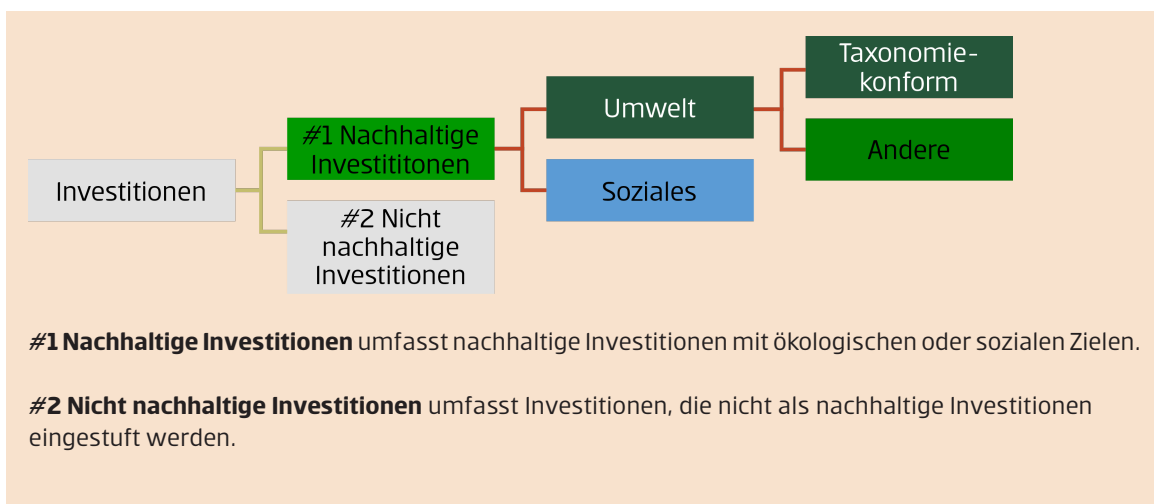 Taxonomie-
konform
Umwelt
#1 Nachhaltige
Investititonen
Andere
Investitionen
Soziales
#2 Nicht
nachhaltige
Investitionen
#1 Nachhaltige Investitionen umfasst nachhaltige Investitionen mit ökologischen oder sozialen Zielen.
#2 Nicht nachhaltige Investitionen umfasst Investitionen, die nicht als nachhaltige Investitionen
eingestuft werden.